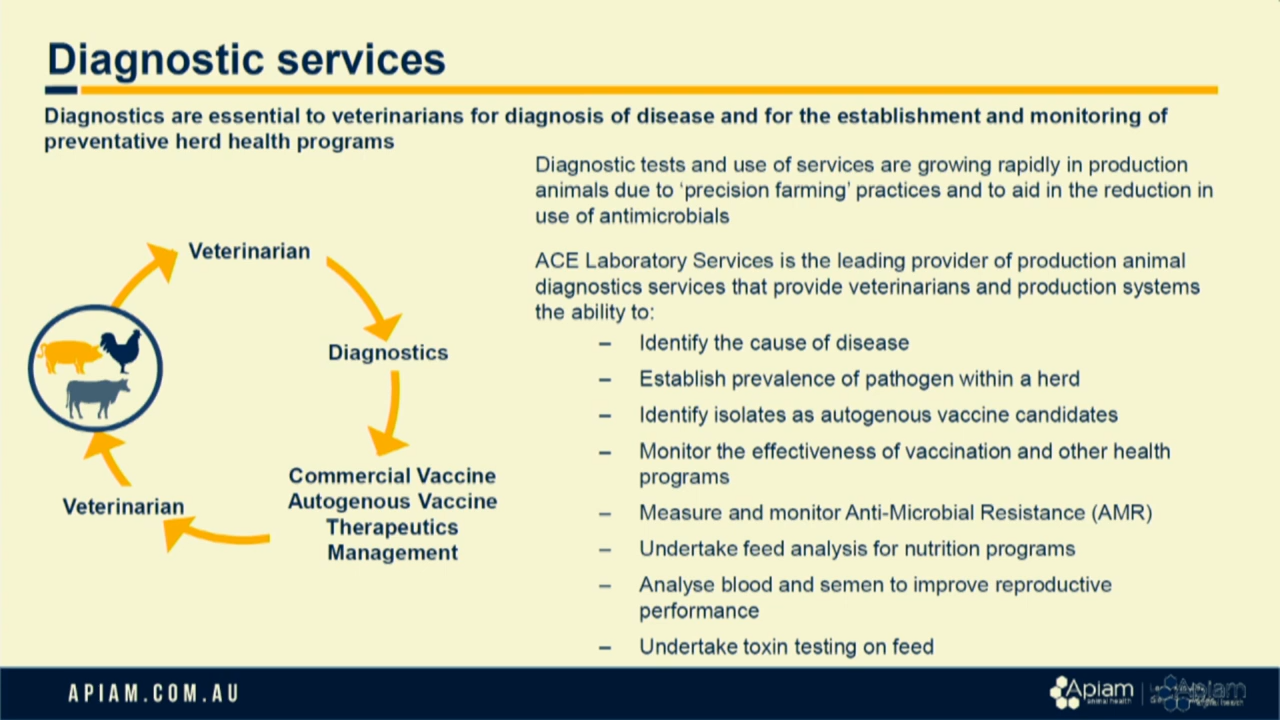 Diagnostic services
Diagnostics are essential to veterinarians for diagnosis of disease and for the establishment and monitoring of
preventative herd health programs
Diagnostic tests and use of services are growing rapidly in production
animals due to ‘precision farming’ practices and to aid in the reduction in
use of antimicrobials
ACE Laboratory Services is the leading provider of production animal
diagnostics services that provide veterinarians and production systems
the ability to:
– Identify the cause of disease
– Establish prevalence of pathogen within a herd
– Identify isolates as autogenous vaccine candidates
– Monitor the effectiveness of vaccination and other health
programs
– Measure and monitor Anti-Microbial Resistance (AMR)
– Undertake feed analysis for nutrition programs
– Analyse blood and semen to improve reproductive
performance
– Undertake toxin testing on feed
Veterinarian
Diagnostics
Commercial Vaccine
Autogenous Vaccine
Therapeutics
Management
Veterinarian
APIAM.COM.AU
Apiam
animal health
Apiam
animal health